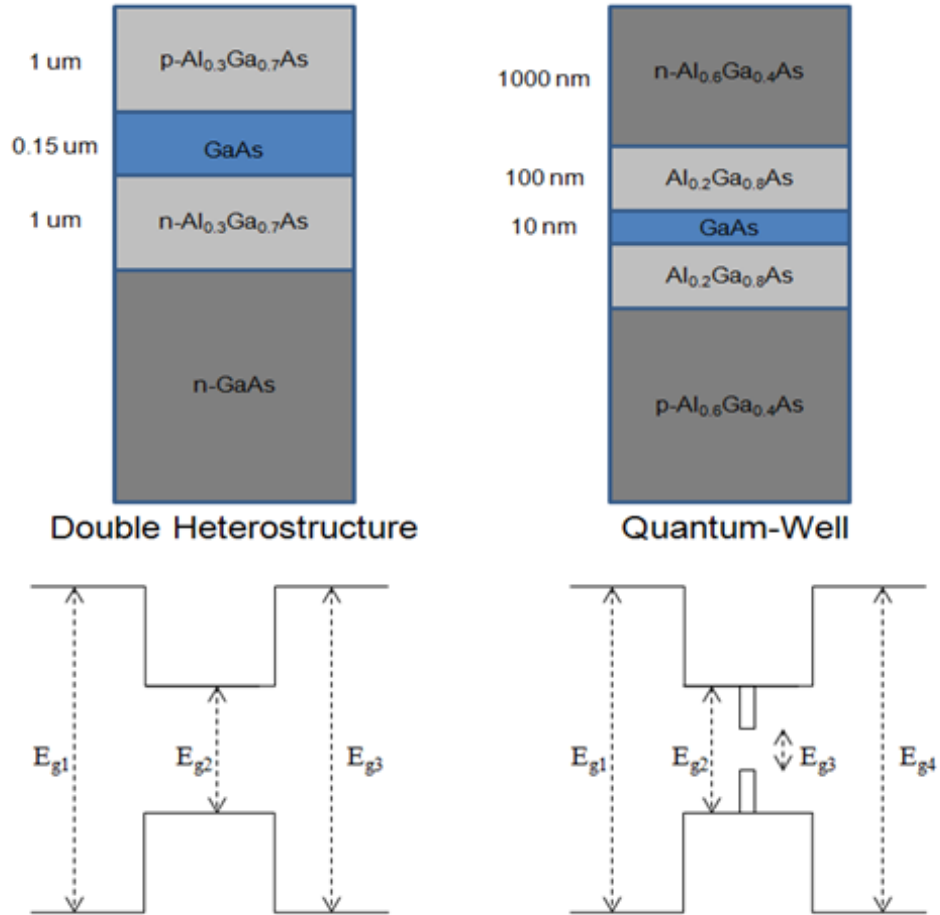 1 um
p-Al0.3Ga0.7As
0.15 um
GaAs
1 um
n-Al0.3Ga0.7As
n-GaAs
Double Heterostructure
1000 nm
n-Al0.6Ga0.4As
100 nm
Al0.2Ga0.8As
10 nm
GaAs
Al0.2Ga0.8As
p-Al0.6Ga0.4As
Quantum-Well
Eg1
Eg2
Eg3
Eg1
Eg2
Eg3
Eg4